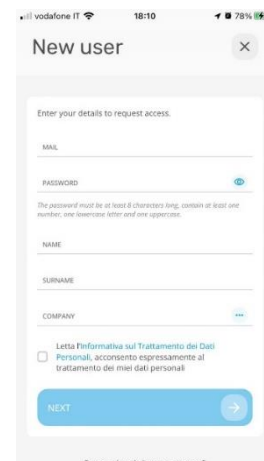 vodafone IT 18:10 78%
New user
Enter your details to request access.
MAIL
PASSWORD
The password must be at least 8 characters long, contain at least one
number, one lowercase letter and one uppercase.
NAME
SURNAME
COMPANY
Letta l'Informativa sul Trattamento dei Dati
Personali, acconsento espressamente al
trattamento dei miei dati personali
NEXT